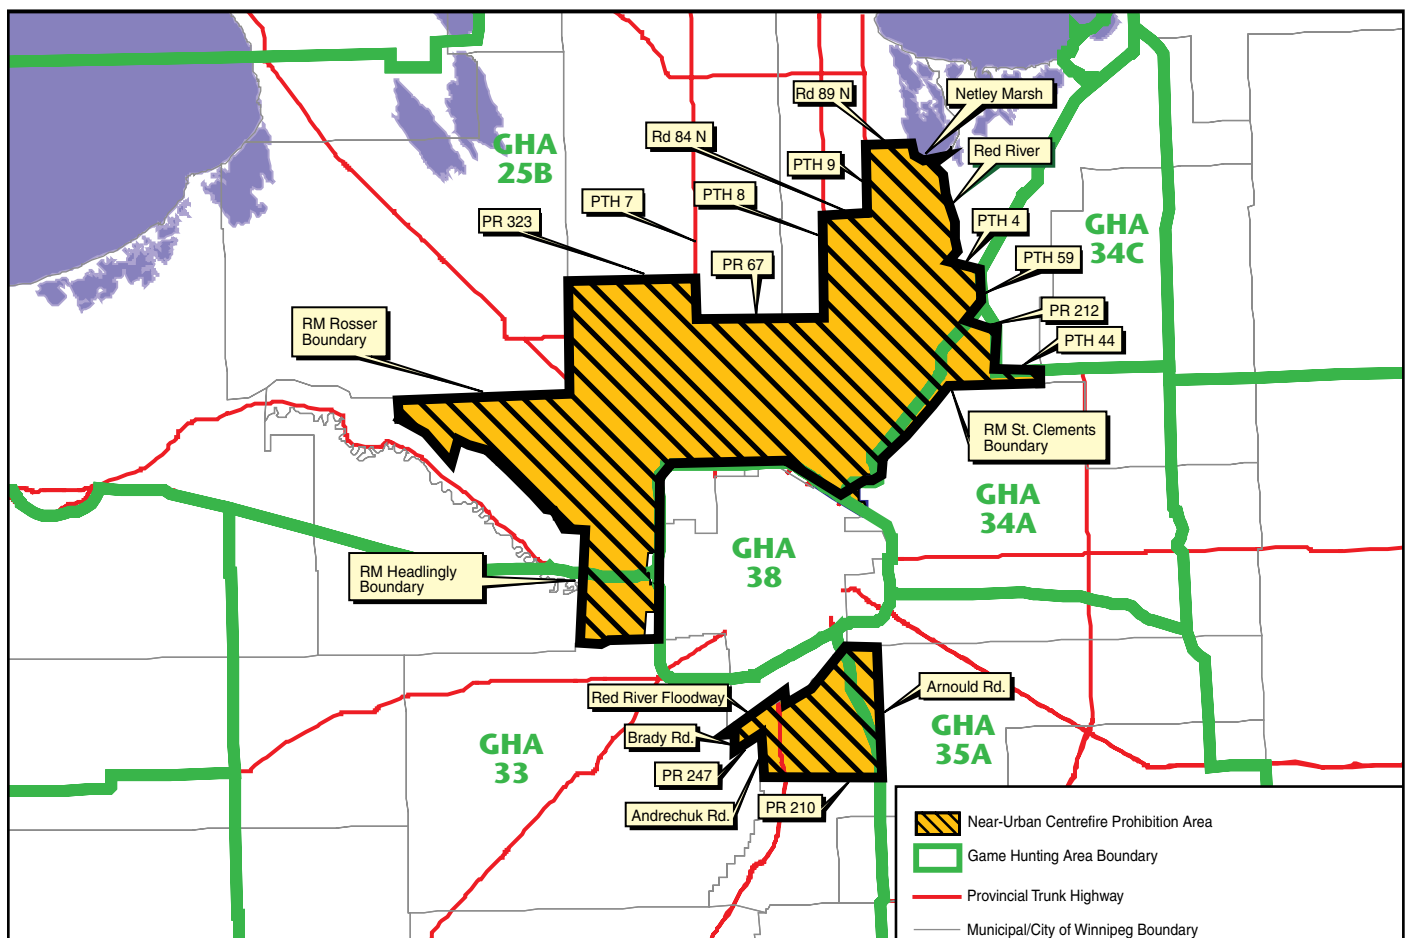 Rd 89 N
Netley Marsh
Rd 84 N
GHA
25B
Red River
PTH 9
PTH 7
PTH 8
PR 323
PTH 4
GHA
34C
PR 67
PTH 59
PR 212
RM Rosser
Boundary
PTH 44
RM St. Clements
Boundary
GHA
34A
GHA
38
RM Headlingly
Boundary
Red River Floodway
Arnould Rd.
GHA
33
Brady Rd.
GHA
35A
PR 247
Andrechuk Rd.
PR 210
Near-Urban Centrefire Prohibition Area
Game Hunting Area Boundary
Provincial Trunk Highway
Municipal/City of Winnipeg Boundary